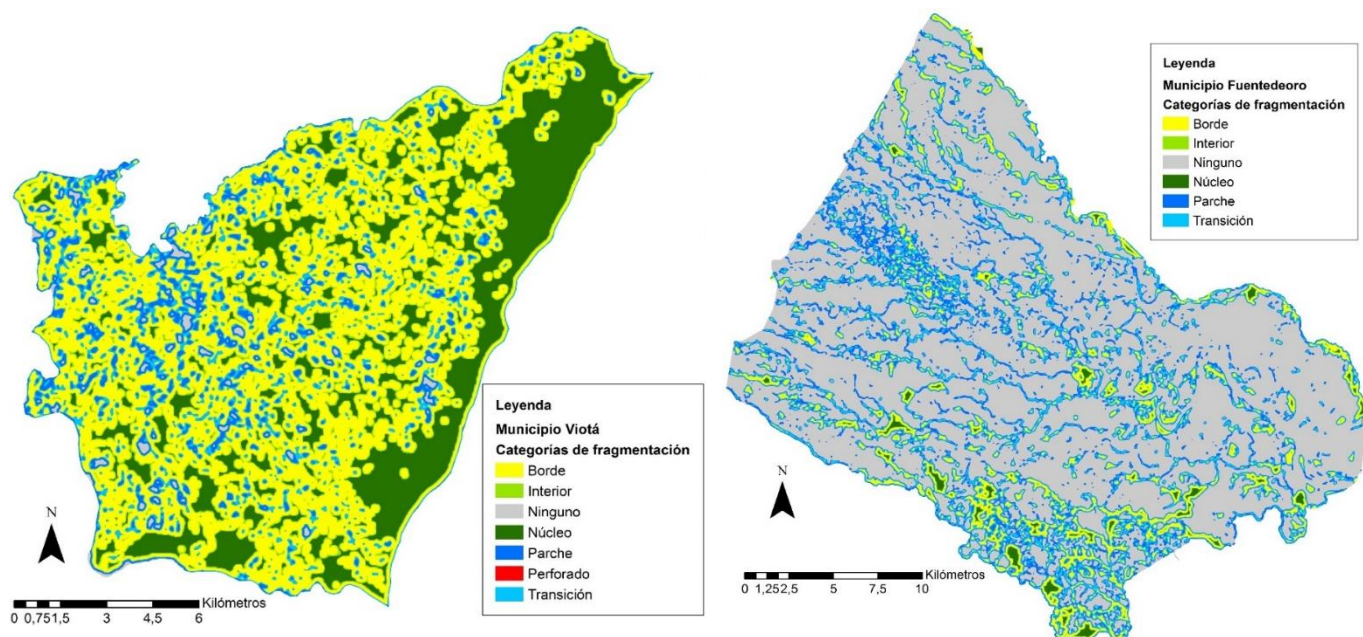 Leyenda
Municipio Viotá
Categorías de fragmentación
Borde
Interior
Ninguno
Núcleo
Parche
Perforado
Transición
N
Kilómetros
0 0,751,5 3 4,5 6
Leyenda
Municipio Fuentedeoro
Categorías de fragmentación
Borde
Interior
Ninguno
Núcleo
Parche
Transición
N
Kilómetros
0 1,252,5 5 7,5 10